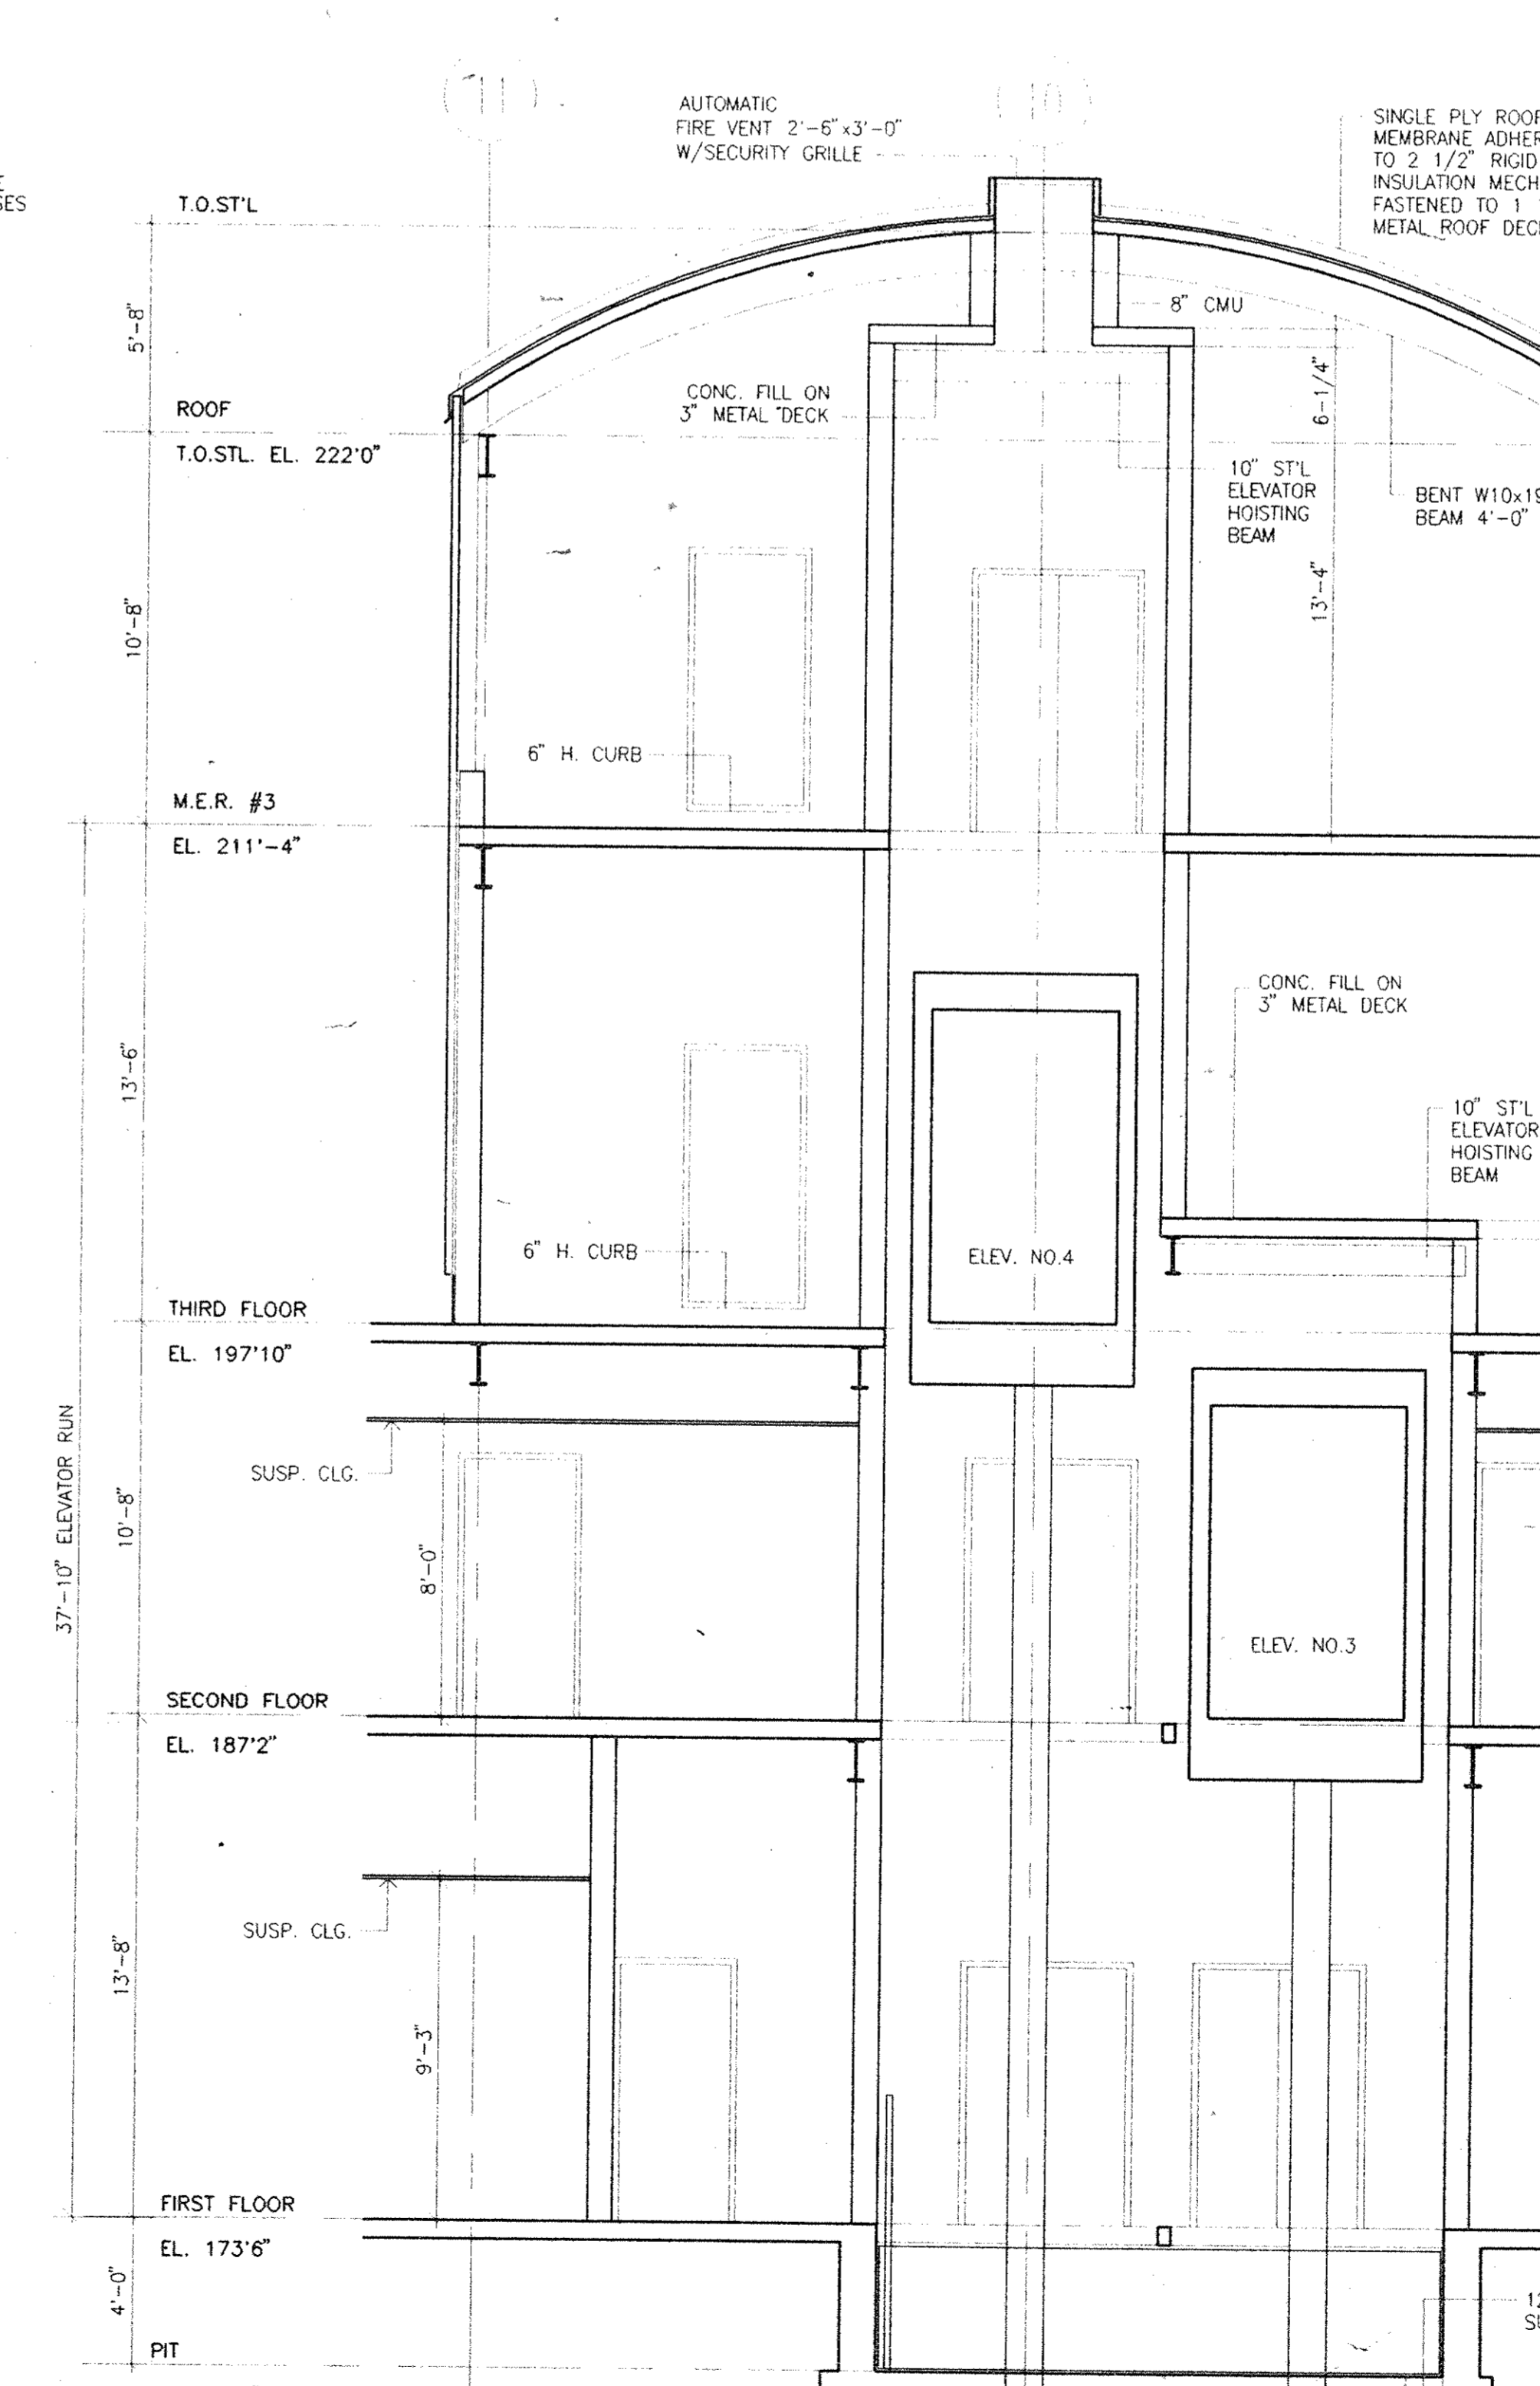 11
10
AUTOMATIC
FIRE VENT 2'-6"x3'-0"
W/SECURITY GRILLE
SINGLE PLY ROOF
MEMBRANE ADHER
TO 2 1/2" RIGID
INSULATION MECH
FASTENED TO 1
METAL ROOF DEC
SES
T.O.ST'L
5'-8"
8" CMU
CONC. FILL ON
3" METAL DECK
6-1/4"
ROOF
T.O.STL. EL. 222'0"
10" ST'L
ELEVATOR
HOISTING
BEAM
BENT W10x19
BEAM 4'-0"
13'-4"
10'-8"
6" H. CURB
M.E.R. #3
EL. 211'-4"
CONC. FILL ON
3" METAL DECK
13'-6"
10" ST'L
ELEVATOR
HOISTING
BEAM
6" H. CURB
ELEV. NO.4
THIRD FLOOR
EL. 197'10"
37'-10" ELEVATOR RUN
SUSP. CLG.
10'-8"
8'-0"
ELEV. NO.3
SECOND FLOOR
EL. 187'2"
SUSP. CLG.
13'-8"
9'-3"
FIRST FLOOR
EL. 173'6"
4'-0"
PIT